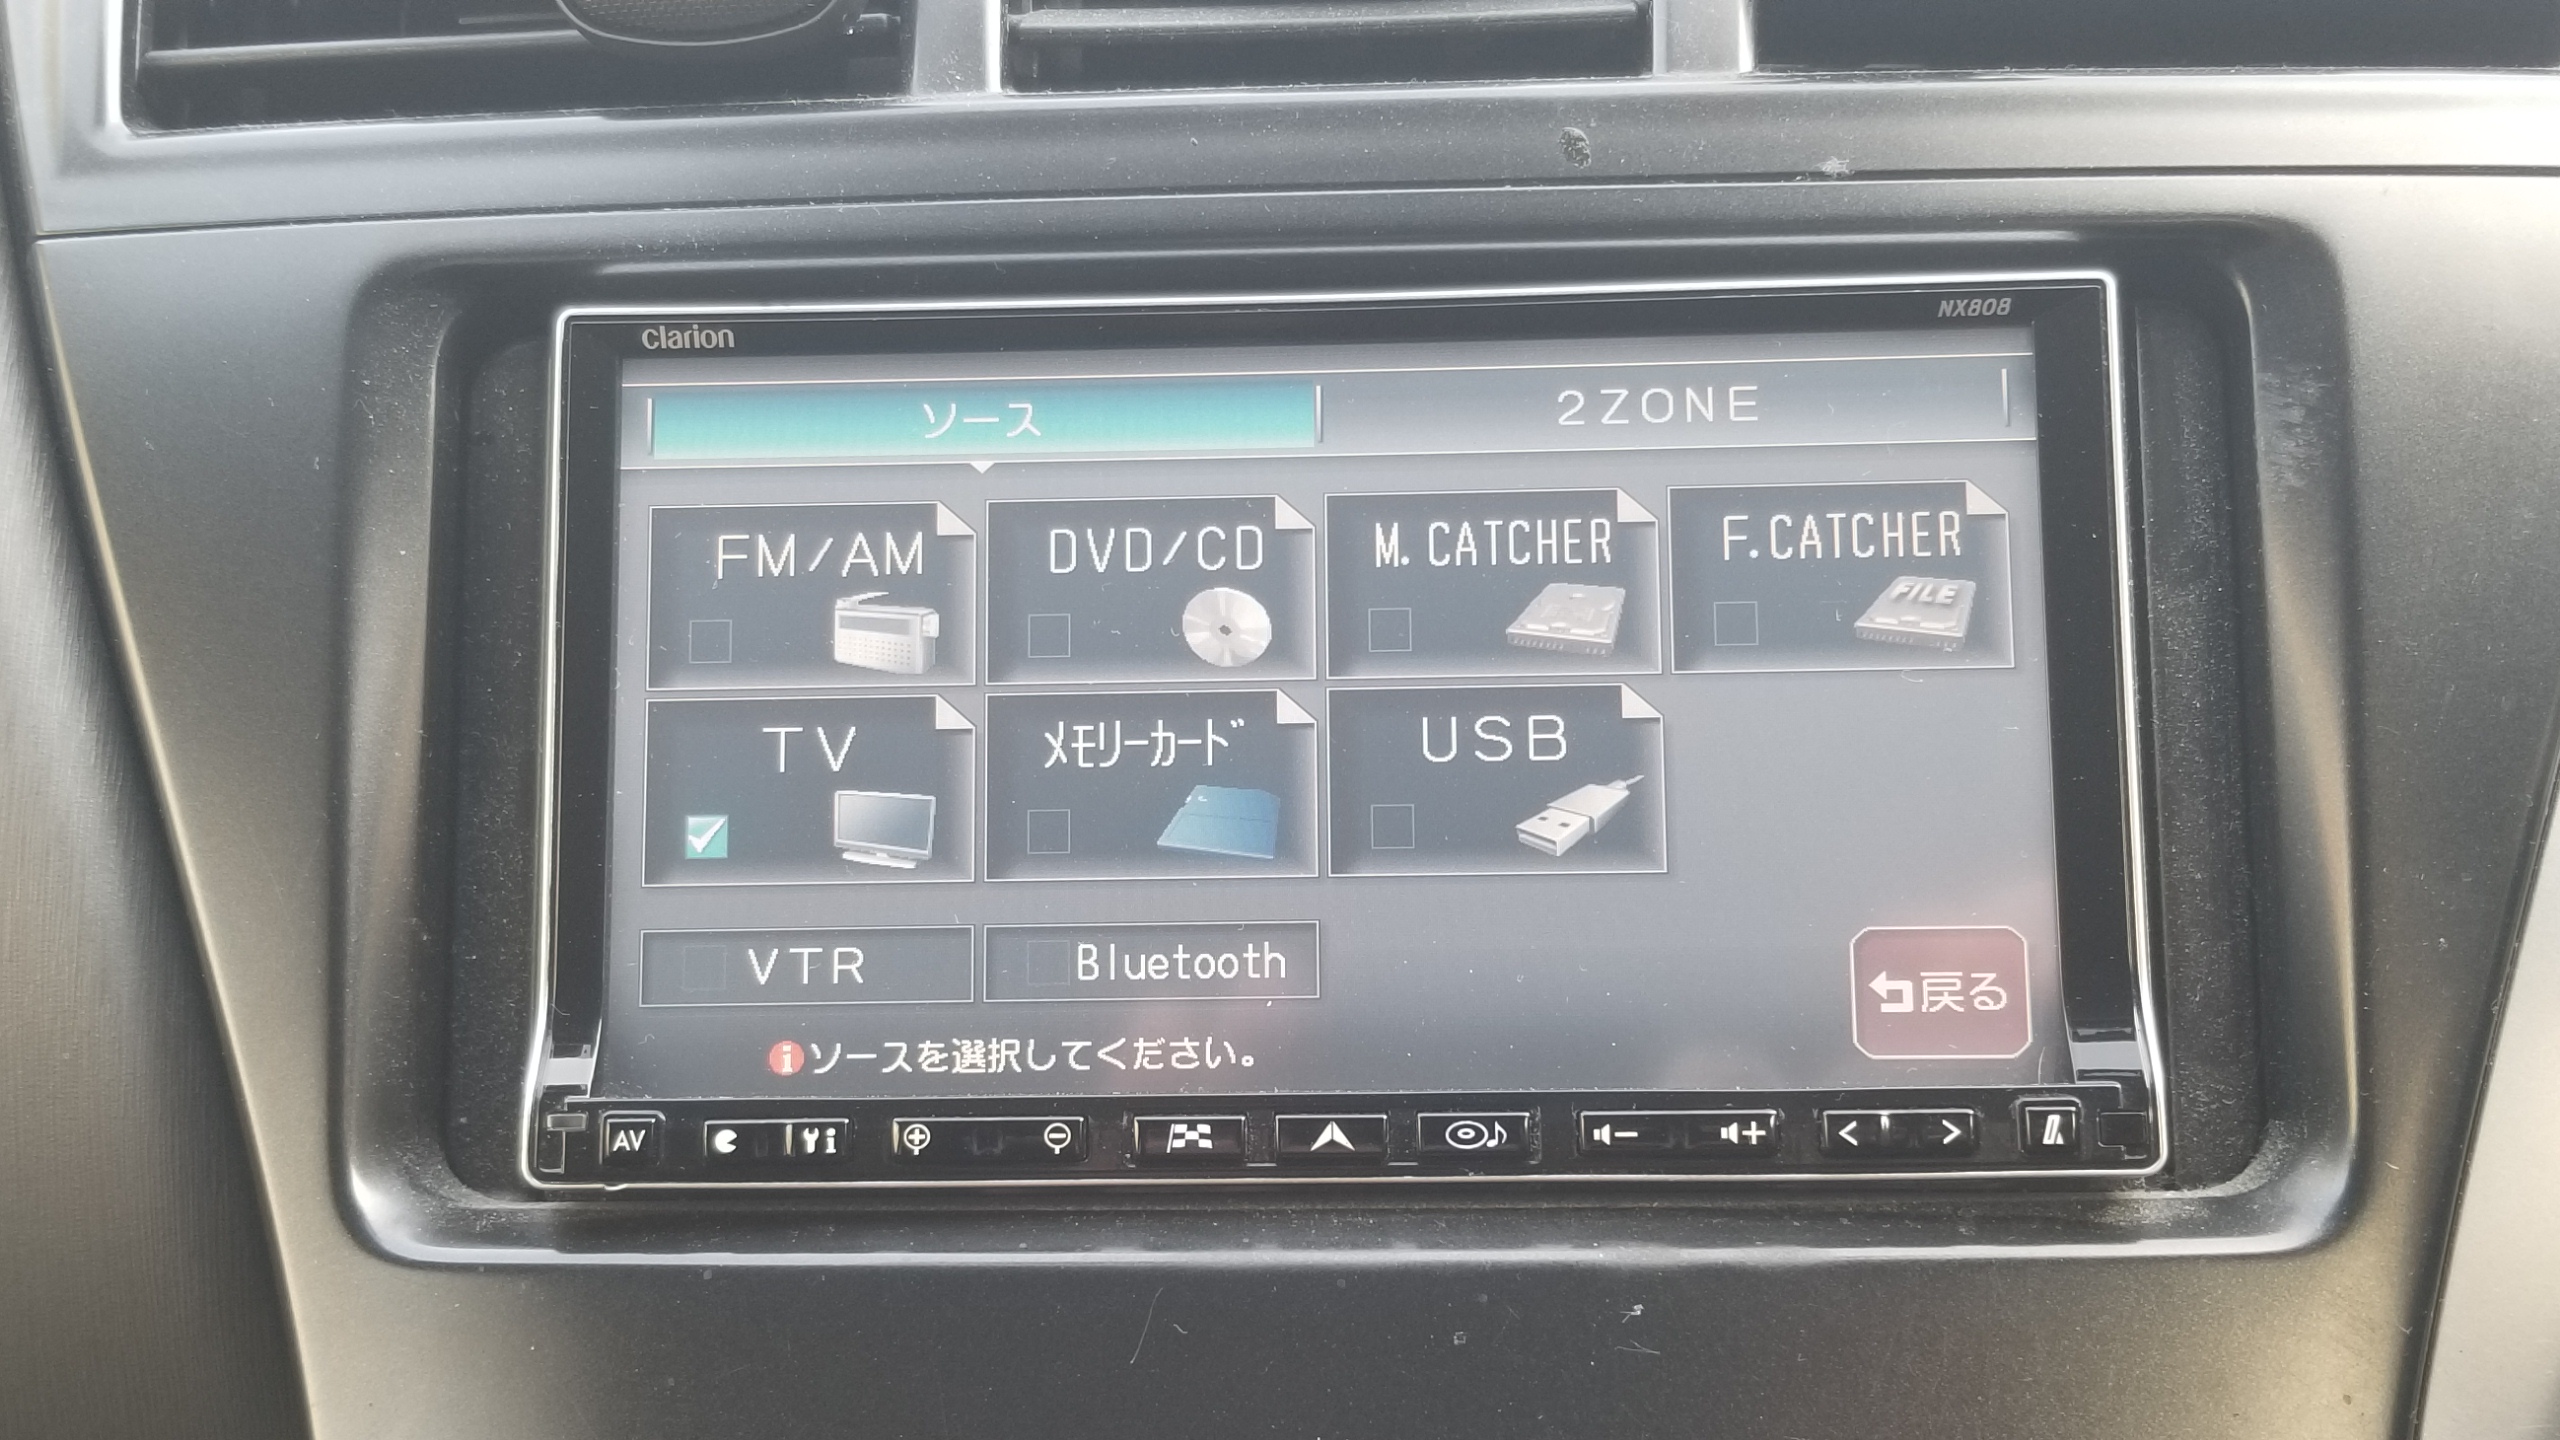 clarion
NX808
ソース
2ZONE
FM/AM
DVD/CD
M.CATCHER
F.CATCHER
FILE
TV
メモリーカード
USB
VTR
Bluetooth
戻る
ソースを選択してください。
AV